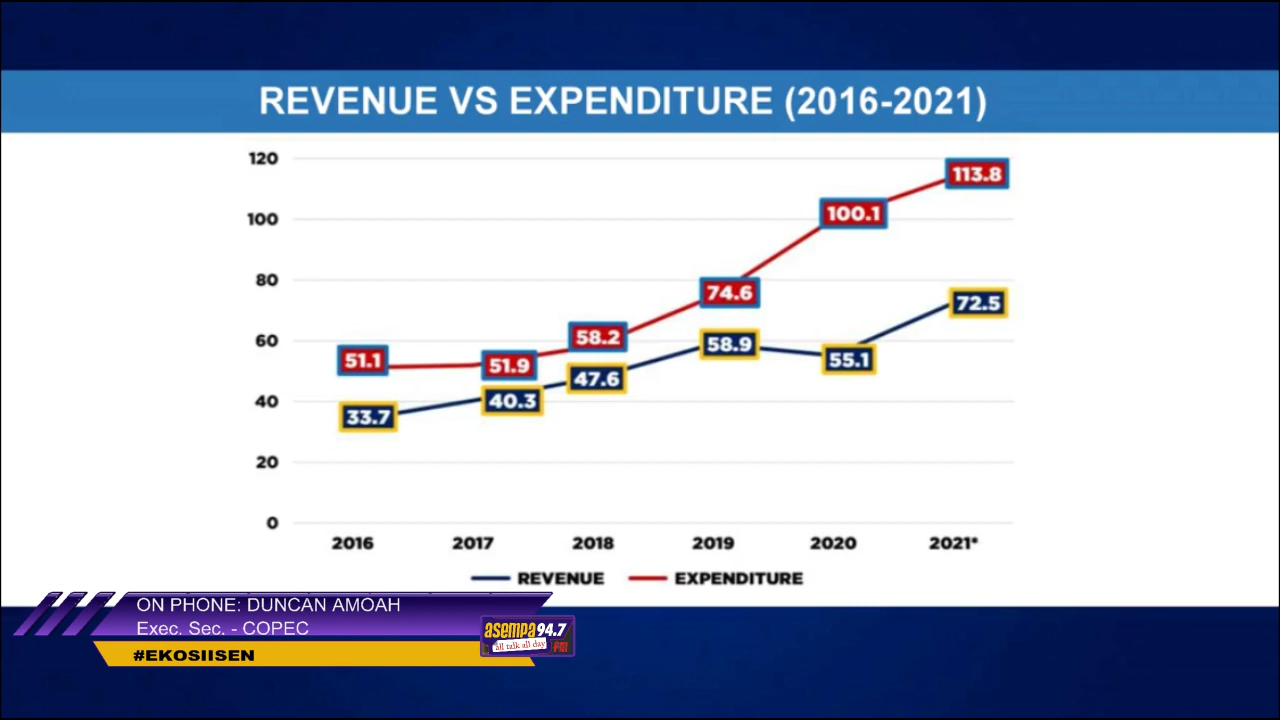 REVENUE VS EXPENDITURE (2016-2021)
120
113.8
100
100.1
80
74.6
72.5
60
51.1
51.9
58.2
58.9
55.1
47.6
40
33.7
40.3
20
0
2016 2017 2018 2019 2020 2021*
REVENUE EXPENDITURE
ON PHONE: DUNCAN AMOAH
Exec. Sec. - COPEC
asempa 94.7 FM
all talk all day
#EKOSIISEN